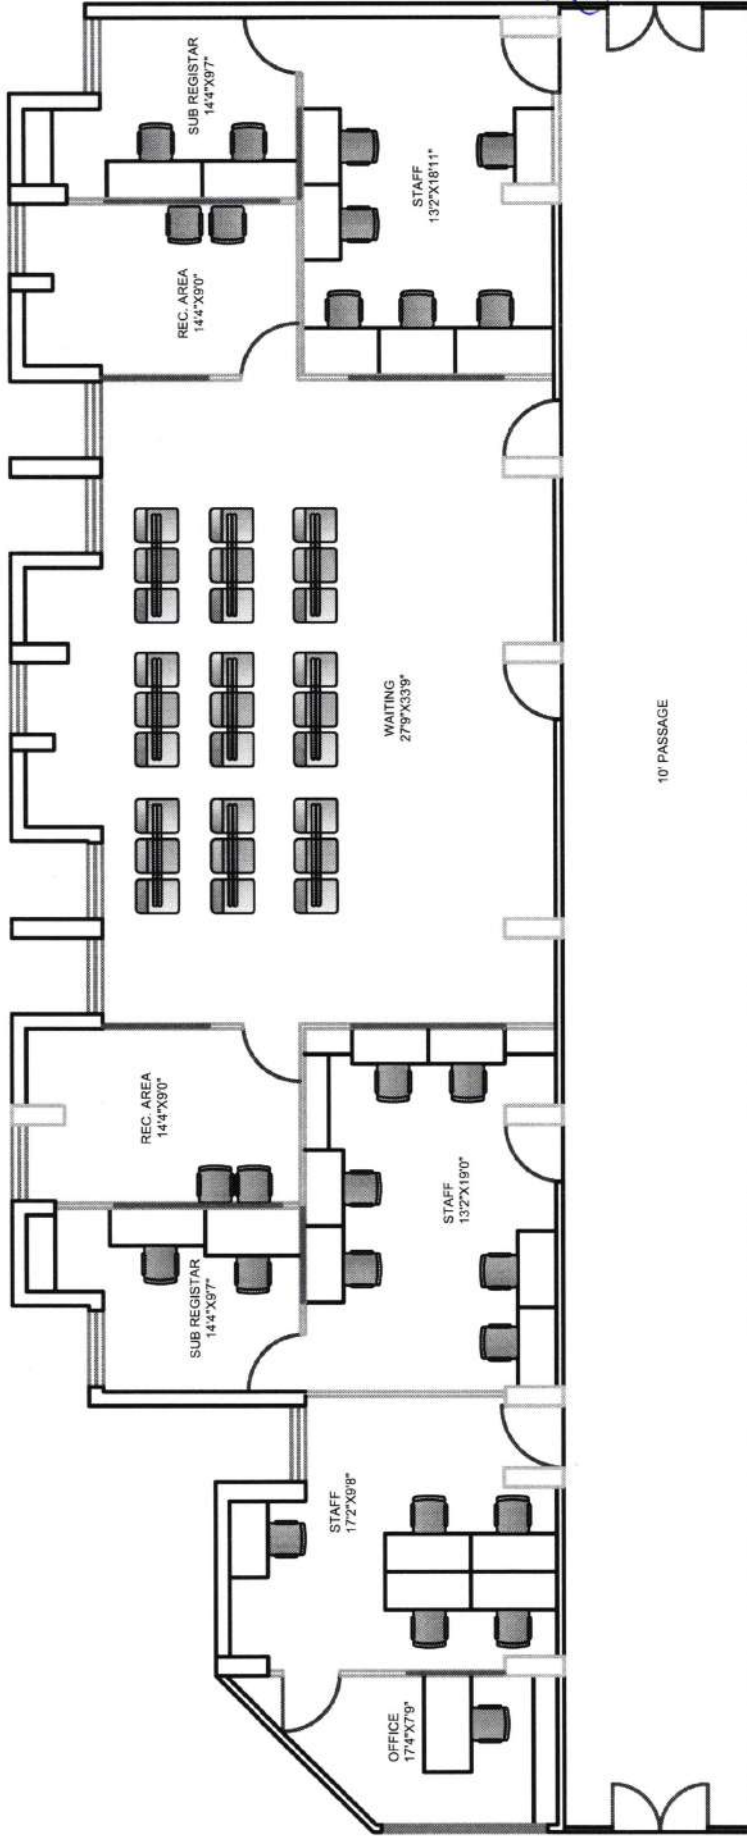 SUB REGISTAR
14'4"X9'7"
REC. AREA
14'4"X9'0"
STAFF
13'2"X18'11"
WAITING
27'9"X33'9"
10' PASSAGE
REC. AREA
14'4"X9'0"
STAFF
13'2"X19'0"
SUB REGISTAR
14'4"X9'7"
STAFF
17'2"X9'8"
OFFICE
17'4"X7'9"